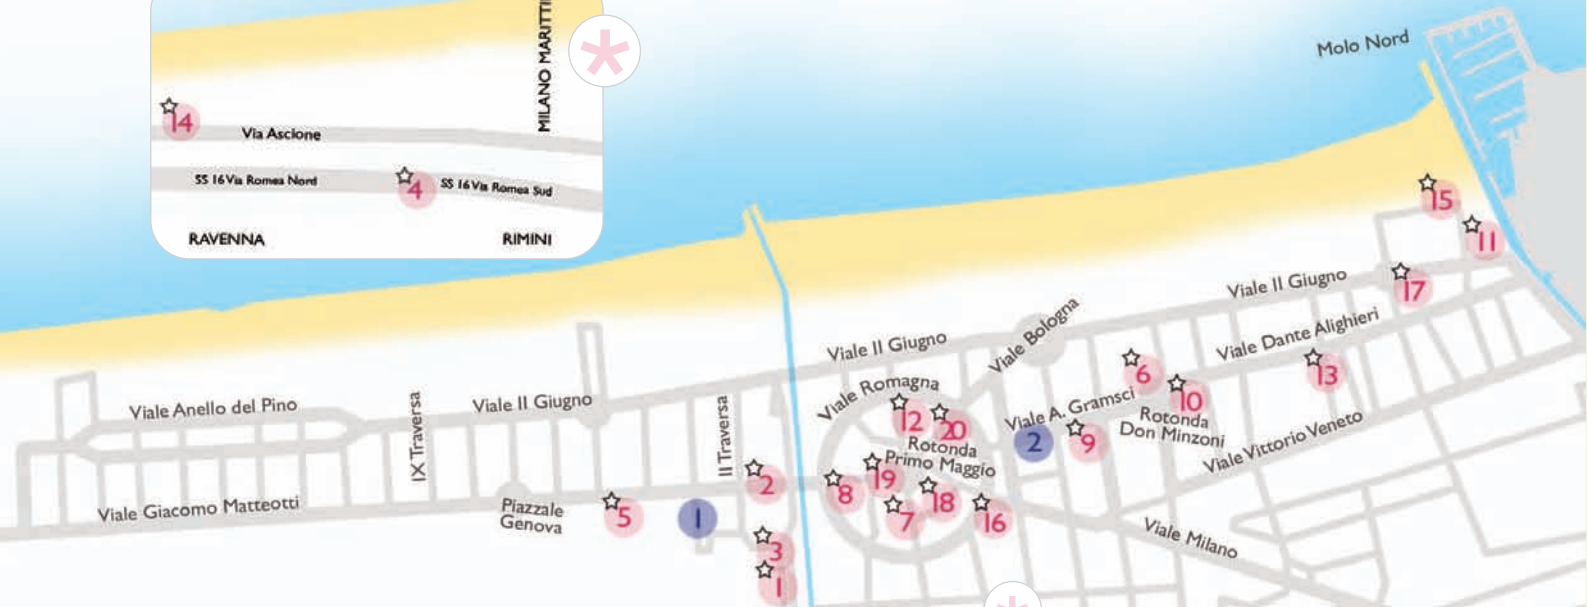 MILANO MARITTI
14
Via Ascione
SS 16 Via Romea Nord
4
SS 16 Via Romea Sud
RAVENNA
RIMINI
Molo Nord
15
11
17
Viale II Giugno
Viale Dante Alighieri
13
Viale Bologna
Viale II Giugno
6
10
Viale A. Gramsci
Rotonda
Don Minzoni
2
9
Viale Vittorio Veneto
Viale Romagna
12
20
Rotonda
Primo Maggio
19
8
18
7
16
Viale Milano
Viale Anello del Pino
IX Traversa
Viale II Giugno
II Traversa
2
Viale Giacomo Matteotti
Piazzale
Genova
5
1
3
1